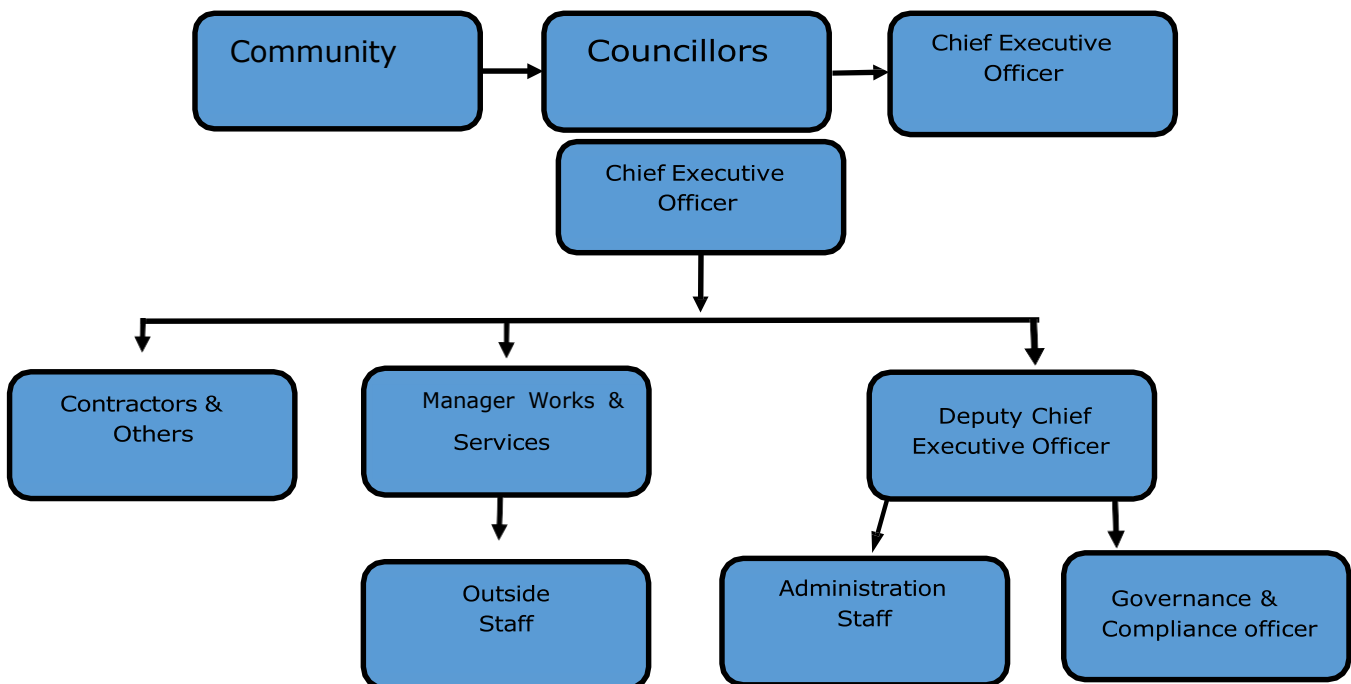 Community
Councillors
Chief Executive
Officer
Chief Executive
Officer
Contractors &
Others
Manager Works &
Services
Deputy Chief
Executive Officer
Outside
Staff
Administration
Staff
Governance &
Compliance officer